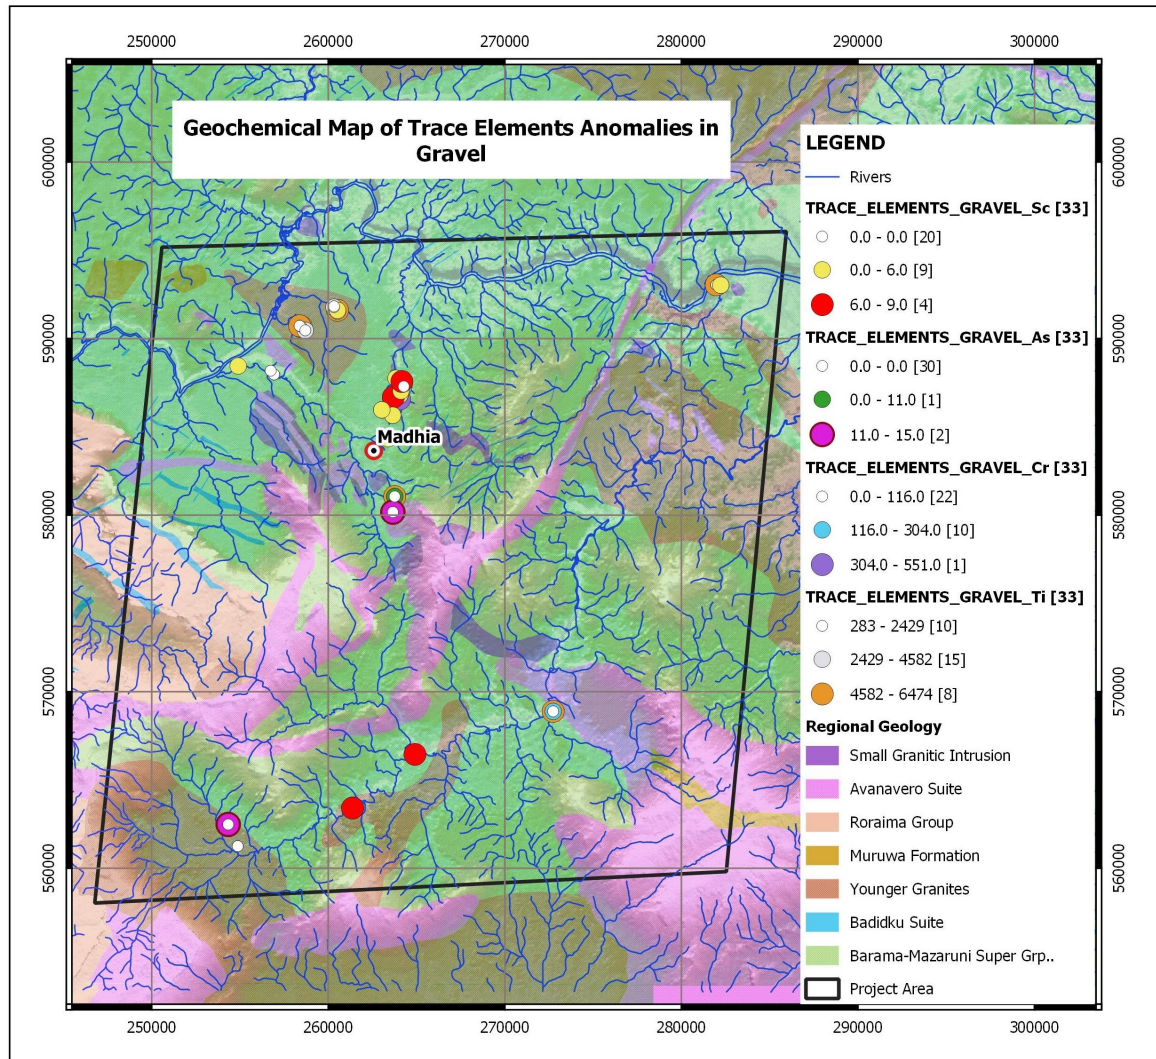 250000 260000 270000 280000 290000 300000
Geochemical Map of Trace Elements Anomalies in
Gravel
600000
590000
580000
570000
560000
Madhia
LEGEND
Rivers
TRACE_ELEMENTS_GRAVEL_Sc [33]
0.0 - 0.0 [20]
0.0 - 6.0 [9]
6.0 - 9.0 [4]
TRACE_ELEMENTS_GRAVEL_As [33]
0.0 - 0.0 [30]
0.0 - 11.0 [1]
11.0 - 15.0 [2]
TRACE_ELEMENTS_GRAVEL_Cr [33]
0.0 - 116.0 [22]
116.0 - 304.0 [10]
304.0 - 551.0 [1]
TRACE_ELEMENTS_GRAVEL_Ti [33]
283 - 2429 [10]
2429 - 4582 [15]
4582 - 6474 [8]
Regional Geology
Small Granitic Intrusion
Avanavero Suite
Roraima Group
Muruwa Formation
Younger Granites
Badidku Suite
Barama-Mazaruni Super Grp..
Project Area
600000
590000
580000
570000
560000
250000 260000 270000 280000 290000 300000